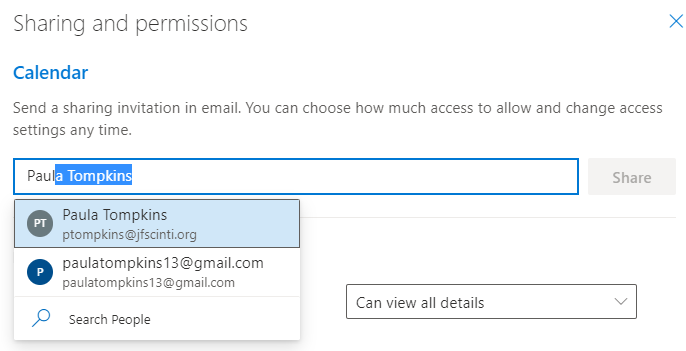 Sharing and permissions
Calendar
Send a sharing invitation in email. You can choose how much access to allow and change access
settings any time.
Paula Tompkins
Share
PT
Paula Tompkins
ptompkins@jfscinti.org
P
paulatompkins13@gmail.com
paulatompkins13@gmail.com
Can view all details
Search People